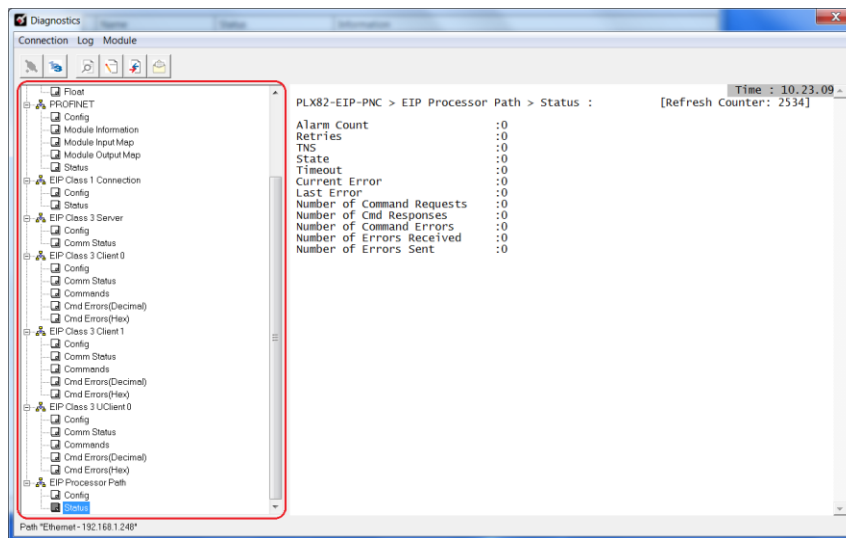 Diagnostics
Name Status Information
Connection Log Module
Float
PROFINET
Config
Module Information
Module Input Map
Module Output Map
Status
EIP Class 1 Connection
Config
Status
EIP Class 3 Server
Config
Comm Status
EIP Class 3 Client 0
Config
Comm Status
Commands
Cmd Errors(Decimal)
Cmd Errors(Hex)
EIP Class 3 Client 1
Config
Comm Status
Commands
Cmd Errors(Decimal)
Cmd Errors(Hex)
EIP Class 3 UClient 0
Config
Comm Status
Commands
Cmd Errors(Decimal)
Cmd Errors(Hex)
EIP Processor Path
Config
Status
Time : 10.23.09
PLX82-EIP-PNC > EIP Processor Path > Status : [Refresh Counter: 2534]
Alarm Count :0
Retries :0
TNS :0
State :0
Timeout :0
Current Error :0
Last Error :0
Number of Command Requests :0
Number of Cmd Responses :0
Number of Command Errors :0
Number of Errors Received :0
Number of Errors Sent :0
Path "Ethernet - 192.168.1.248"